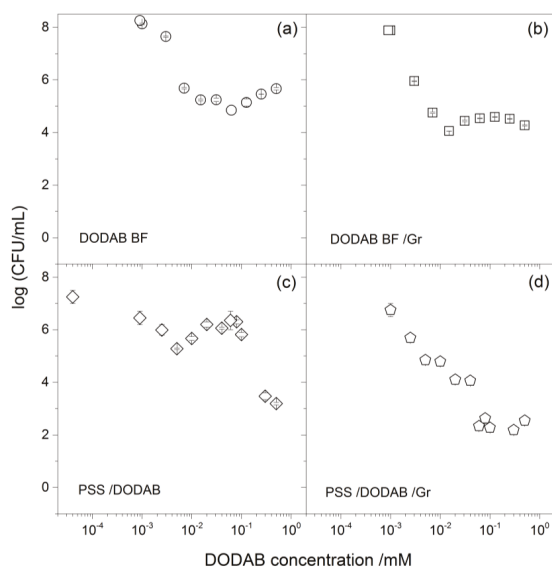 (a)
8
6
4
2
0
DODAB BF
(b)
DODAB BF /Gr
log (CFU/mL)
(c)
8
6
4
2
0
PSS /DODAB
(d)
PSS /DODAB /Gr
10⁻⁴ 10⁻³ 10⁻² 10⁻¹ 10⁰ 10⁻⁴ 10⁻³ 10⁻² 10⁻¹ 10⁰
DODAB concentration /mM